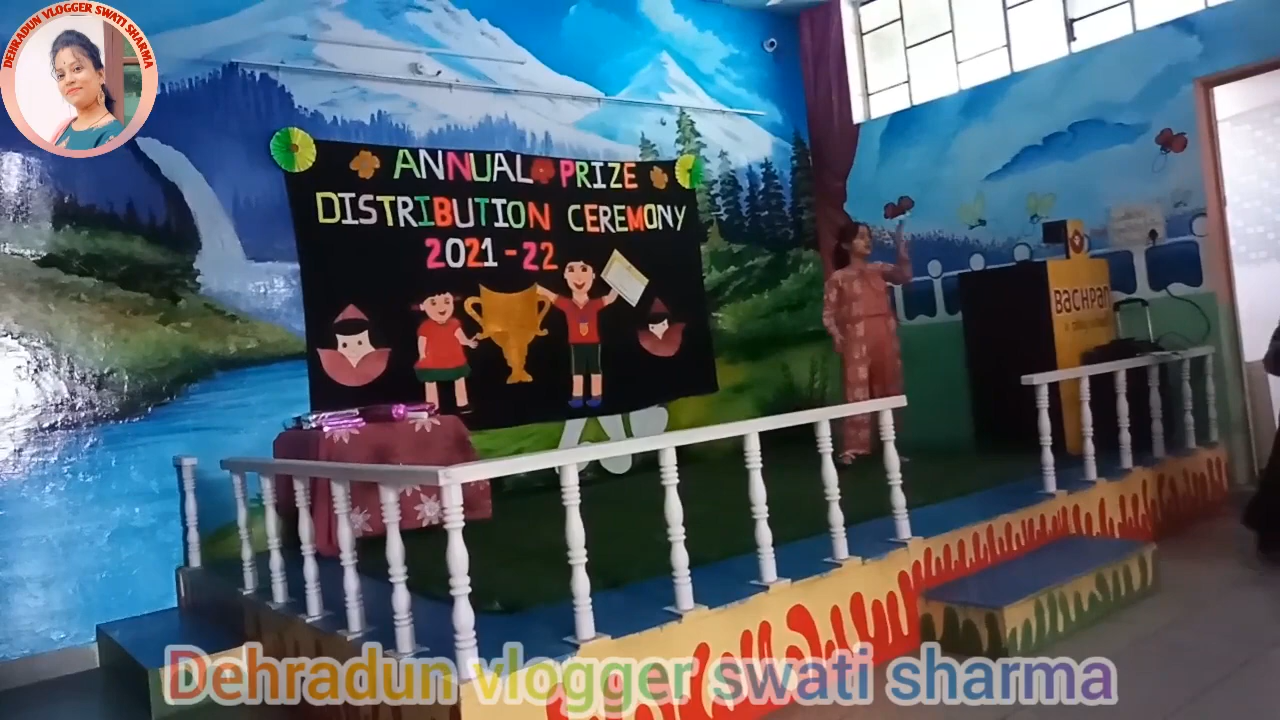 DEHRADUN VLOGGER SWATI SHARMA
ANNUAL PRIZE
DISTRIBUTION CEREMONY
2021-22
BACHPAN
Dehradun vlogger swati sharma